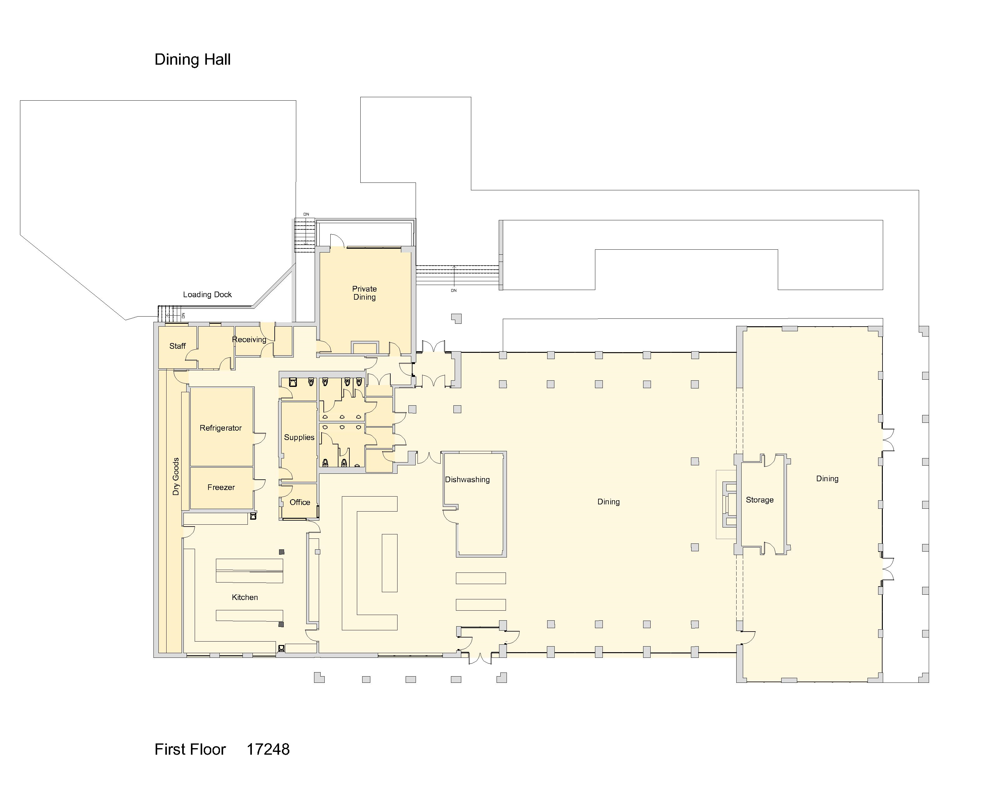 Dining Hall
DN
DN
Loading Dock
DN
Private
Dining
Staff
Receiving
Refrigerator
Supplies
Dry Goods
Freezer
Office
Dishwashing
Dining
Storage
Dining
Kitchen
First Floor 17248